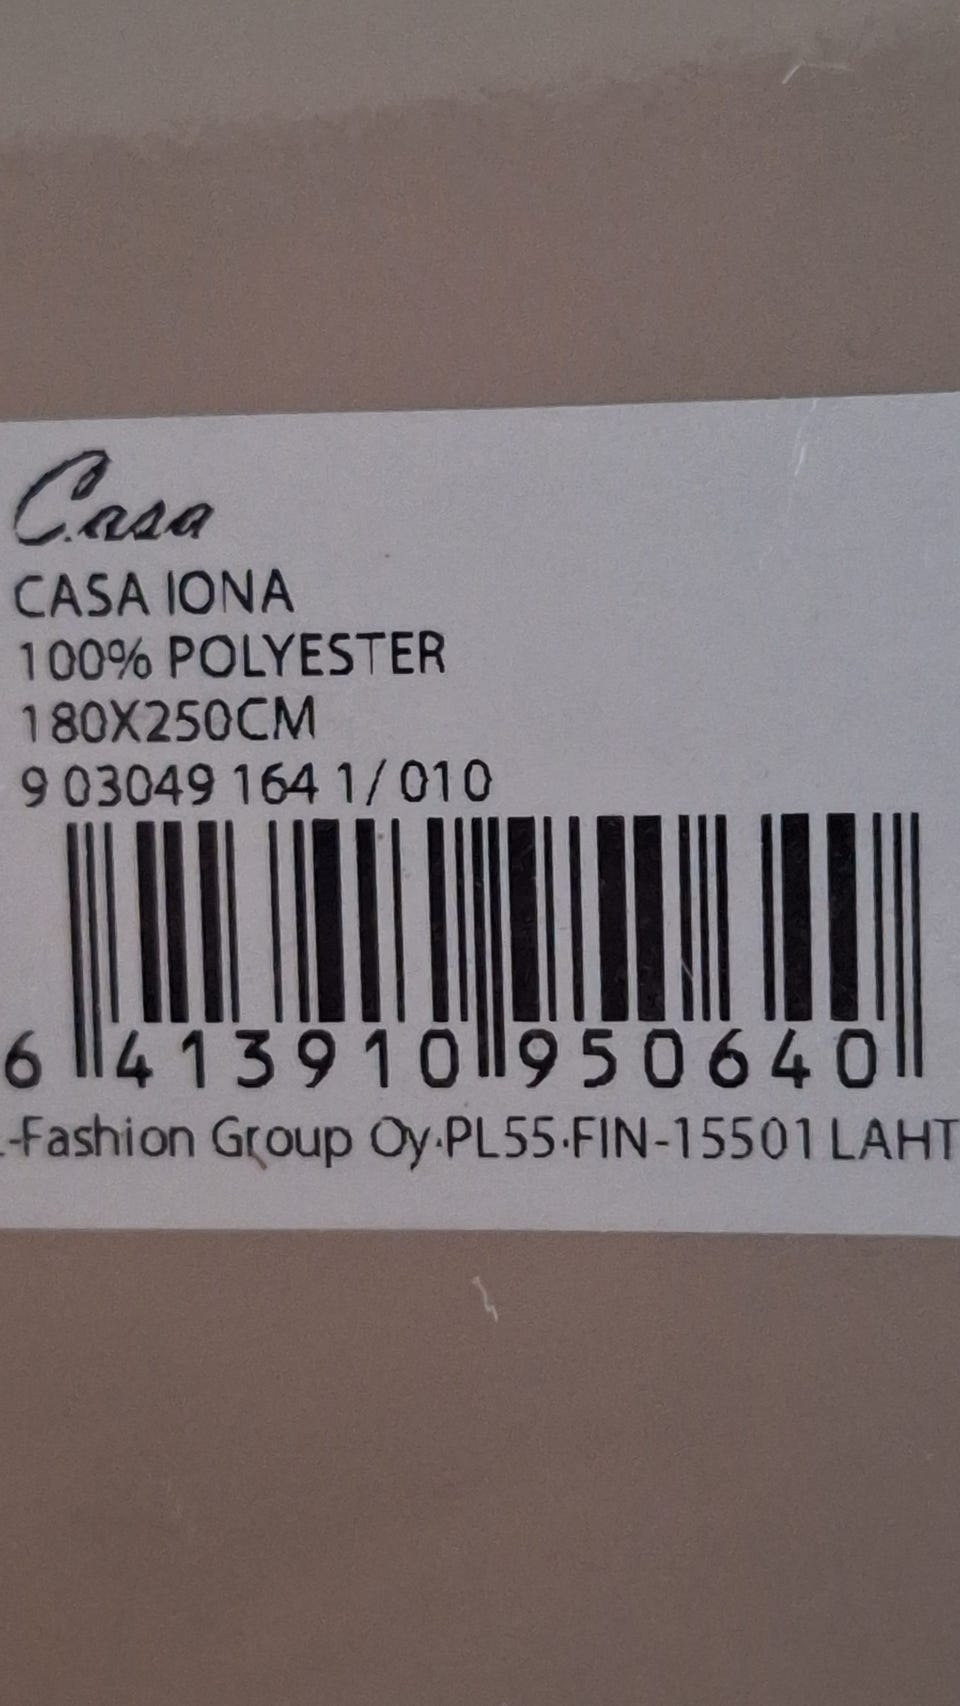 Casa
CASA IONA
100% POLYESTER
180X250CM
9 03049 164 1/010
6 413910 950640
-Fashion Group Oy·PL55·FIN-15501 LAHT